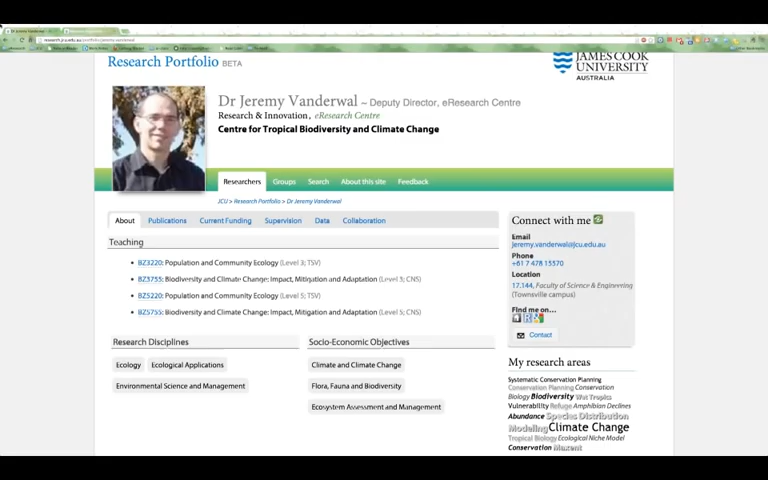 Dr Jeremy Vanderwal
Research Portfolio BETA
JAMES COOK
UNIVERSITY
AUSTRALIA
Dr Jeremy Vanderwal – Deputy Director, eResearch Centre
Research & Innovation, eResearch Centre
Centre for Tropical Biodiversity and Climate Change
Researchers Groups Search About this site Feedback
JCU > Research Portfolio > Dr Jeremy Vanderwal
About Publications Current Funding Supervision Data Collaboration
Teaching
BZ3220: Population and Community Ecology (Level 3; TSV)
BZ3755: Biodiversity and Climate Change: Impact, Mitigation and Adaptation (Level 3; CNS)
BZ5220: Population and Community Ecology (Level 5; TSV)
BZ5755: Biodiversity and Climate Change: Impact, Mitigation and Adaptation (Level 5; CNS)
Research Disciplines
Ecology Ecological Applications
Environmental Science and Management
Socio-Economic Objectives
Climate and Climate Change
Flora, Fauna and Biodiversity
Ecosystem Assessment and Management
Connect with me
Email
jeremy.vanderwal@jcu.edu.au
Phone
+61 7 478 15570
Location
17.144, Faculty of Science & Engineering
(Townsville campus)
Find me on...
Contact
My research areas
Systematic Conservation Planning
Conservation Planning Conservation
Biology Biodiversity Wet Tropics
Vulnerability Refuge Amphibian Declines
Abundance Species Distribution
Modeling Climate Change
Tropical Biology Ecological Niche Model
Conservation Maxent